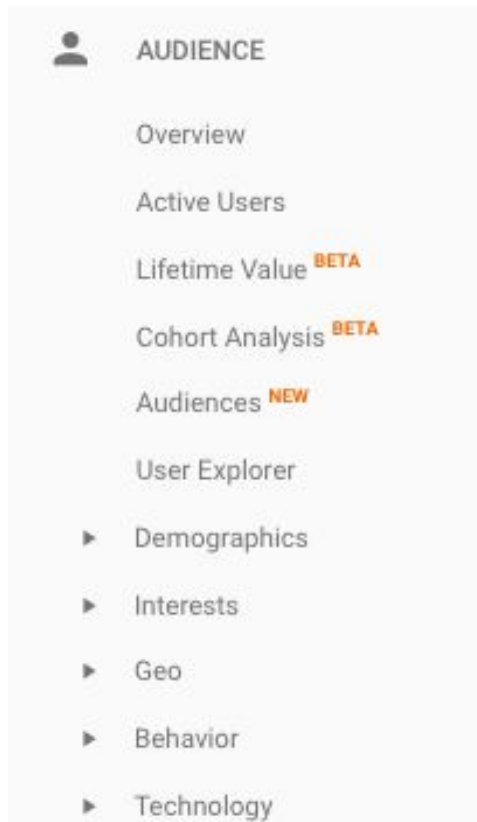 AUDIENCE
Overview
Active Users
Lifetime Value BETA
Cohort Analysis BETA
Audiences NEW
User Explorer
Demographics
Interests
Geo
Behavior
Technology